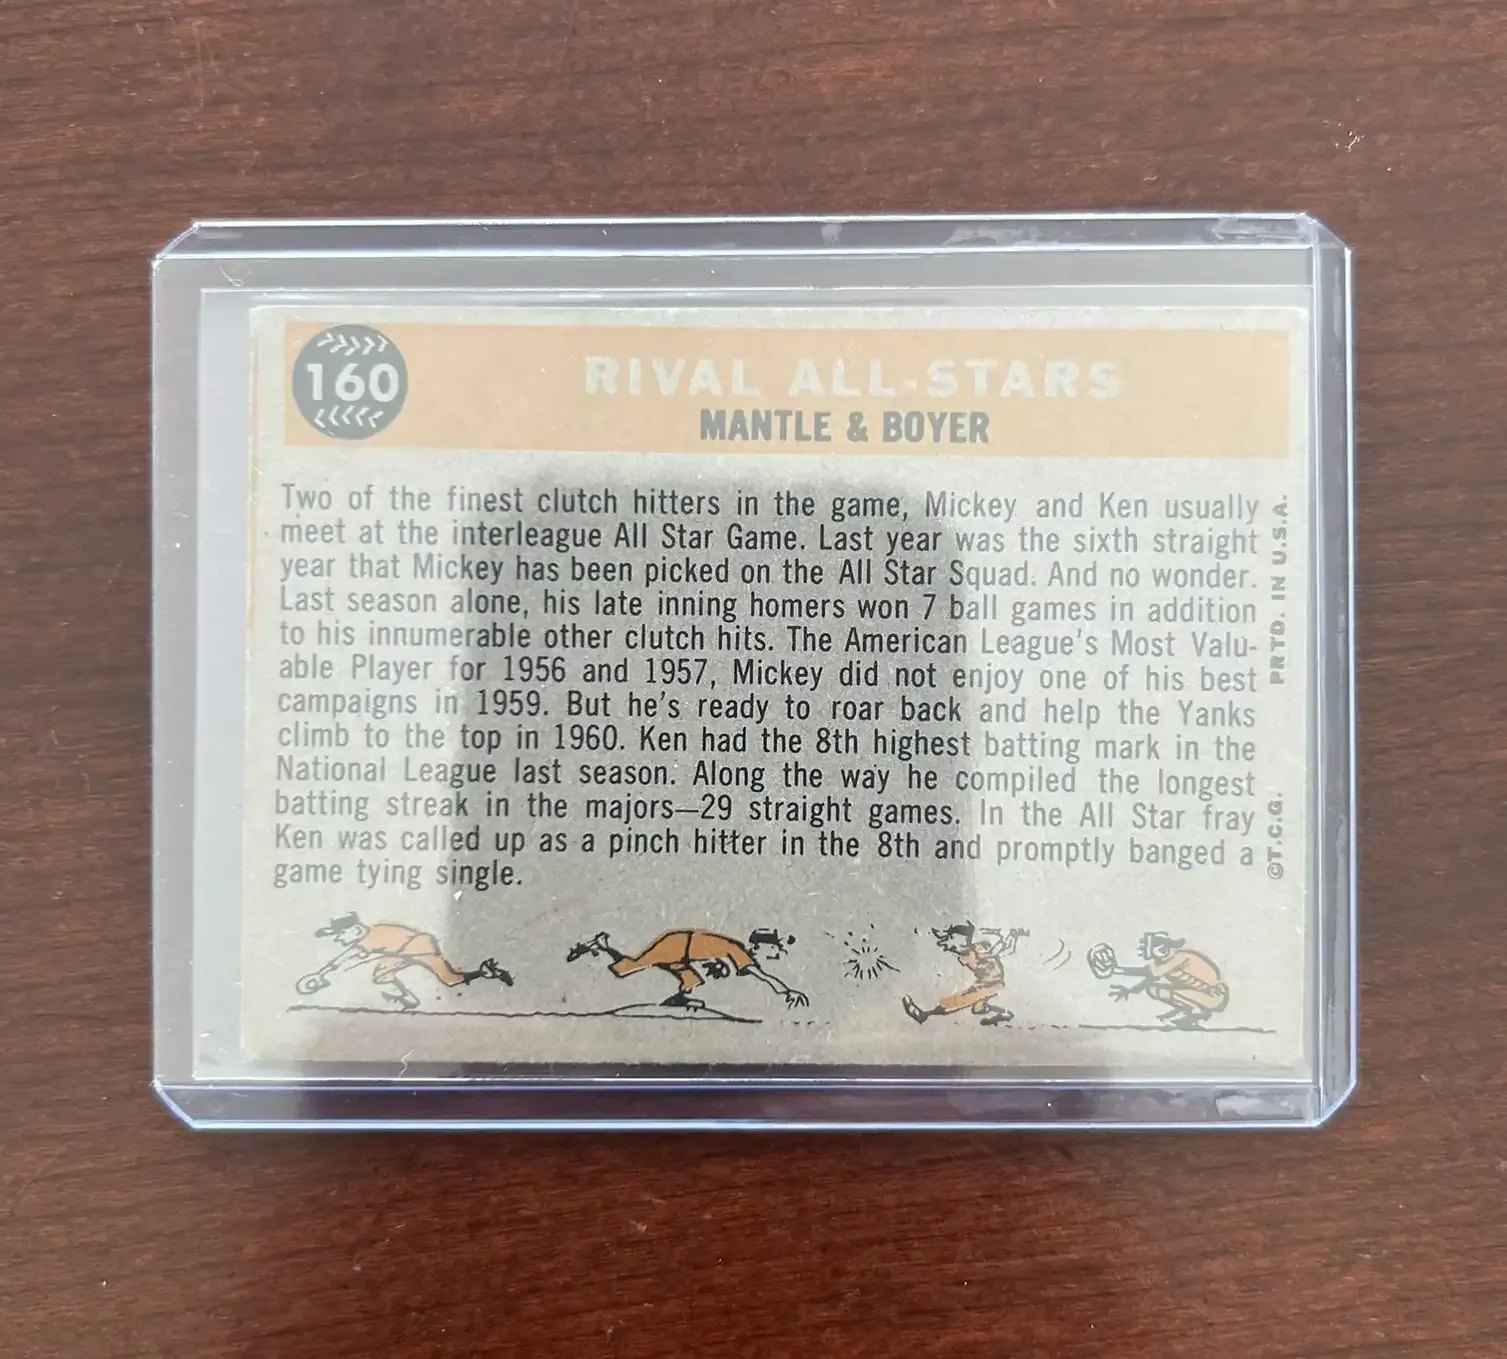 160
RIVAL ALL-STARS
MANTLE & BOYER
Two of the finest clutch hitters in the game, Mickey and Ken usually
meet at the interleague All Star Game. Last year was the sixth straight
year that Mickey has been picked on the All Star Squad. And no wonder.
Last season alone, his late inning homers won 7 ball games in addition
to his innumerable other clutch hits. The American League's Most Valu-
able Player for 1956 and 1957, Mickey did not enjoy one of his best
campaigns in 1959. But he's ready to roar back and help the Yanks
climb to the top in 1960. Ken had the 8th highest batting mark in the
National League last season. Along the way he compiled the longest
batting streak in the majors—29 straight games. In the All Star fray
Ken was called up as a pinch hitter in the 8th and promptly banged a
game tying single.
©T.C.G. PRTD. IN U.S.A.